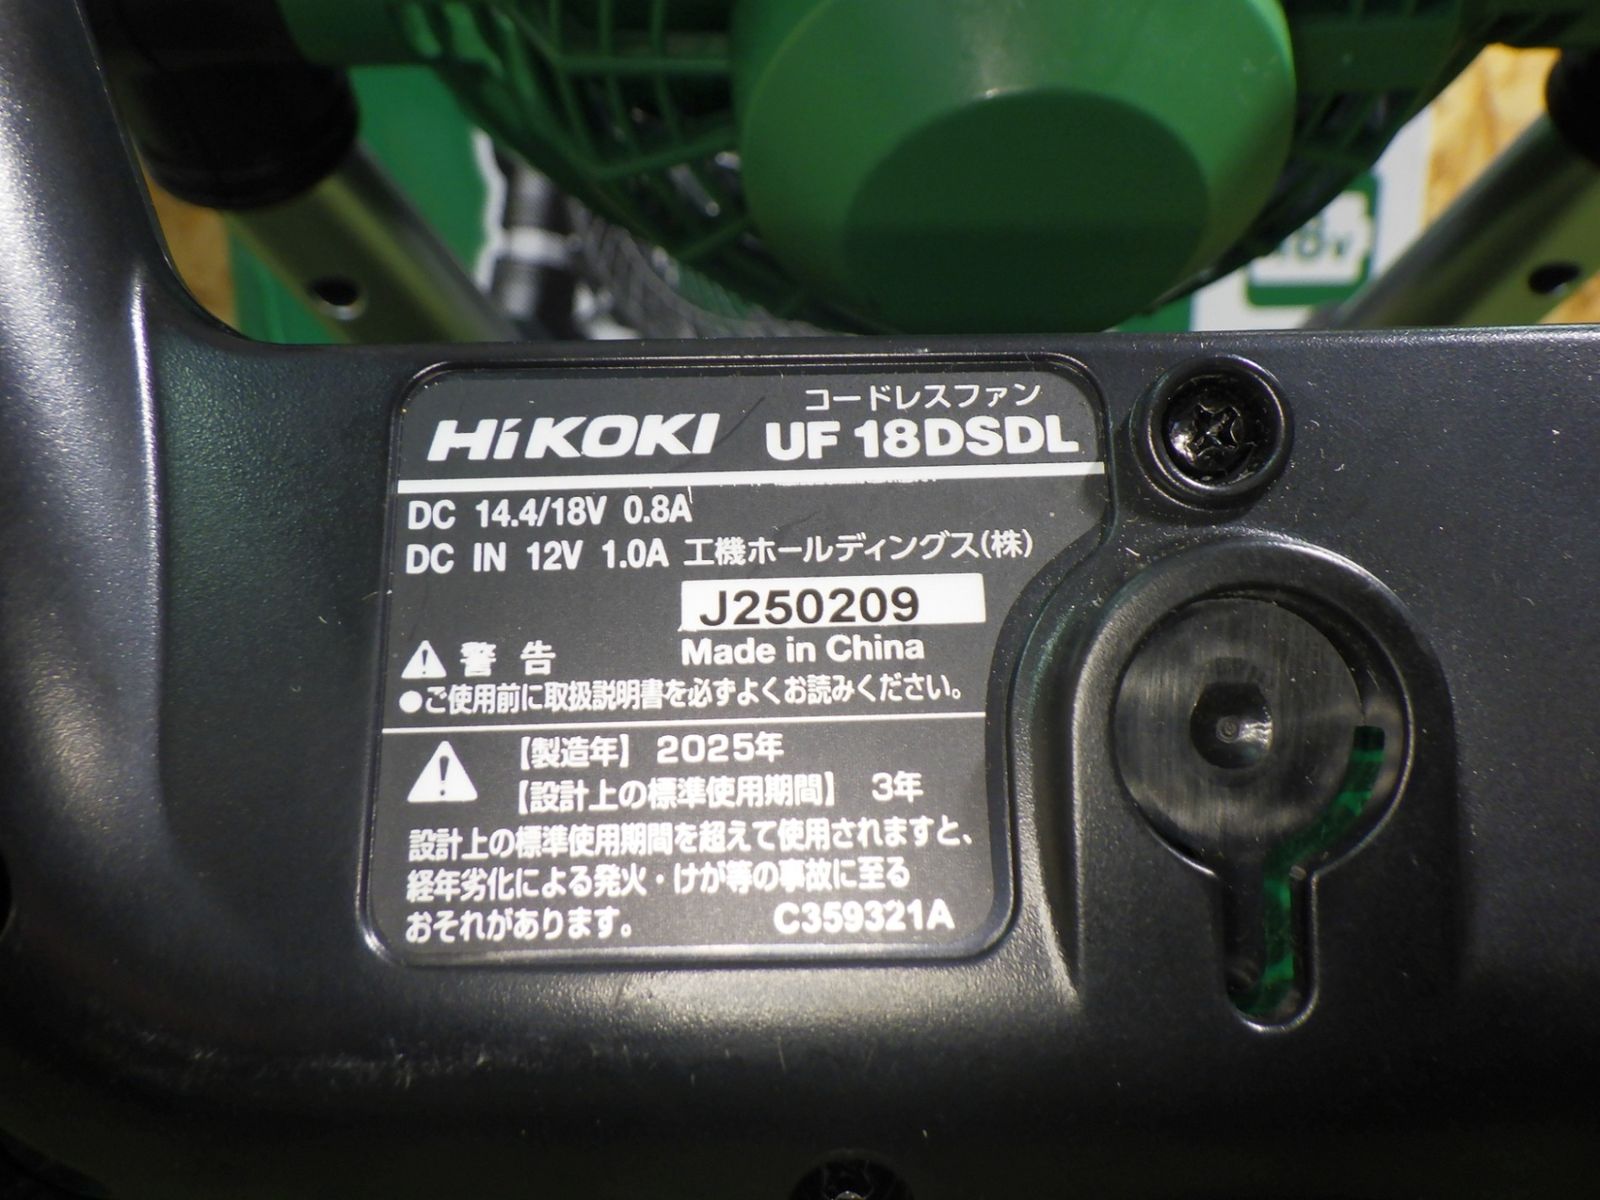 18v
コードレスファン
HiKOKI UF 18DSDL
DC 14.4/18V 0.8A
DC IN 12V 1.0A 工機ホールディングス(株)
J250209
Made in China
警告
●ご使用前に取扱説明書を必ずよくお読みください。
【製造年】 2025年
【設計上の標準使用期間】 3年
設計上の標準使用期間を超えて使用されますと、
経年劣化による発火・けが等の事故に至る
おそれがあります。 C359321A